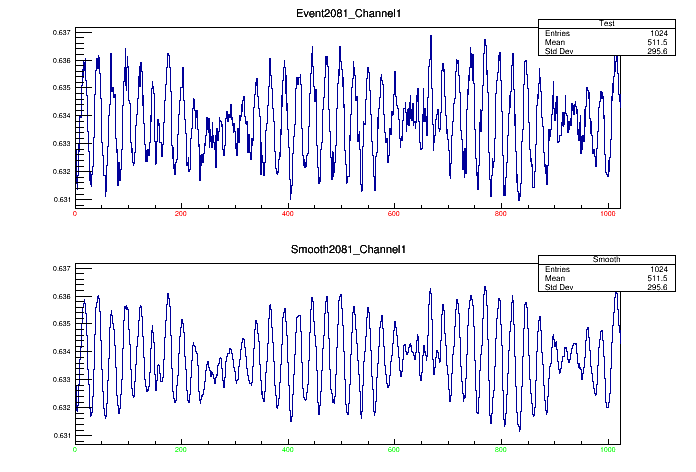 Event2081_Channel1
Test
Entries 1024
Mean 511.5
Std Dev 295.6
0.637
0.636
0.635
0.634
0.633
0.632
0.631
0 200 400 600 800 1000
Smooth2081_Channel1
Smooth
Entries 1024
Mean 511.5
Std Dev 295.6
0.637
0.636
0.635
0.634
0.633
0.632
0.631
0 200 400 600 800 1000